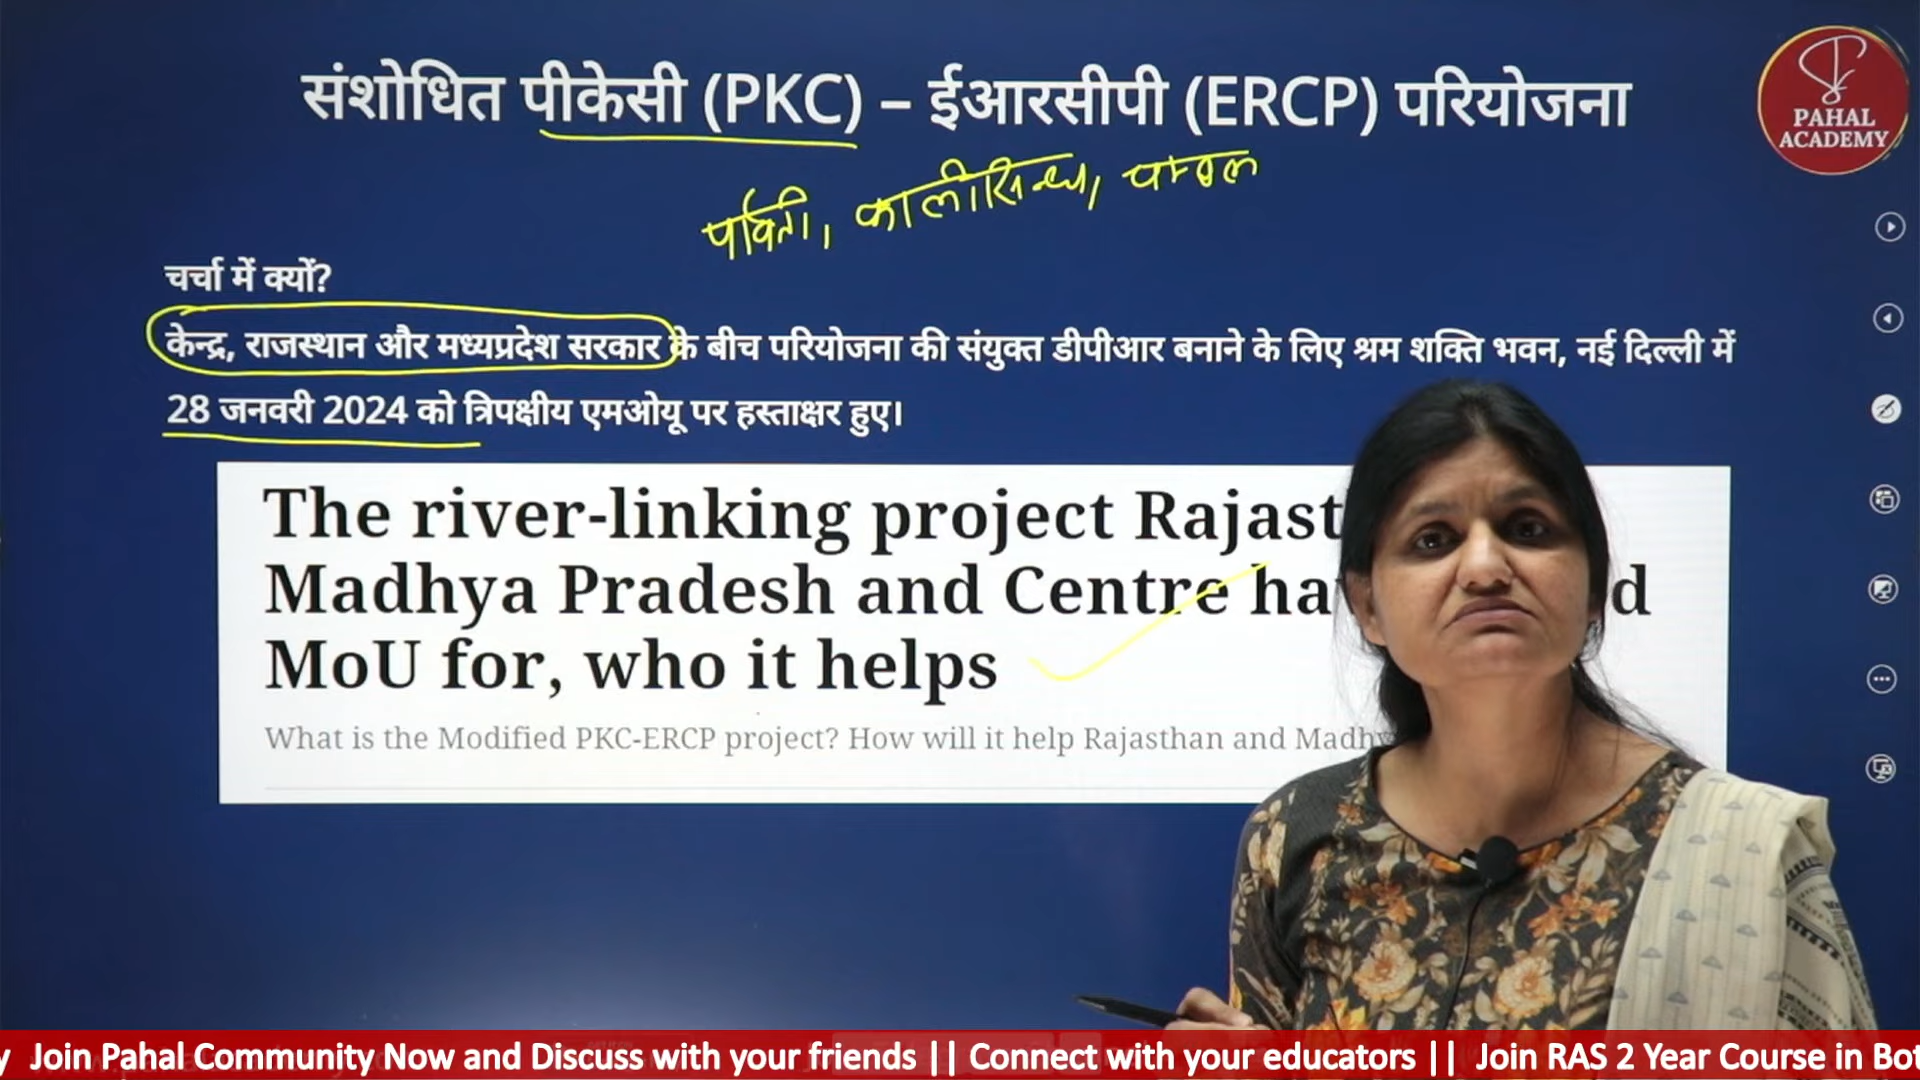 संशोधित पीकेसी (PKC) – ईआरसीपी (ERCP) परियोजना
PAHAL
ACADEMY
पार्वती, कालीसिन्ध, चम्बल
चर्चा में क्यों?
केन्द्र, राजस्थान और मध्यप्रदेश सरकार के बीच परियोजना की संयुक्त डीपीआर बनाने के लिए श्रम शक्ति भवन, नई दिल्ली में
28 जनवरी 2024 को त्रिपक्षीय एमओयू पर हस्ताक्षर हुए।
The river-linking project Rajast
Madhya Pradesh and Centre ha d
MoU for, who it helps
What is the Modified PKC-ERCP project? How will it help Rajasthan and Madhy
y Join Pahal Community Now and Discuss with your friends || Connect with your educators || Join RAS 2 Year Course in Bot